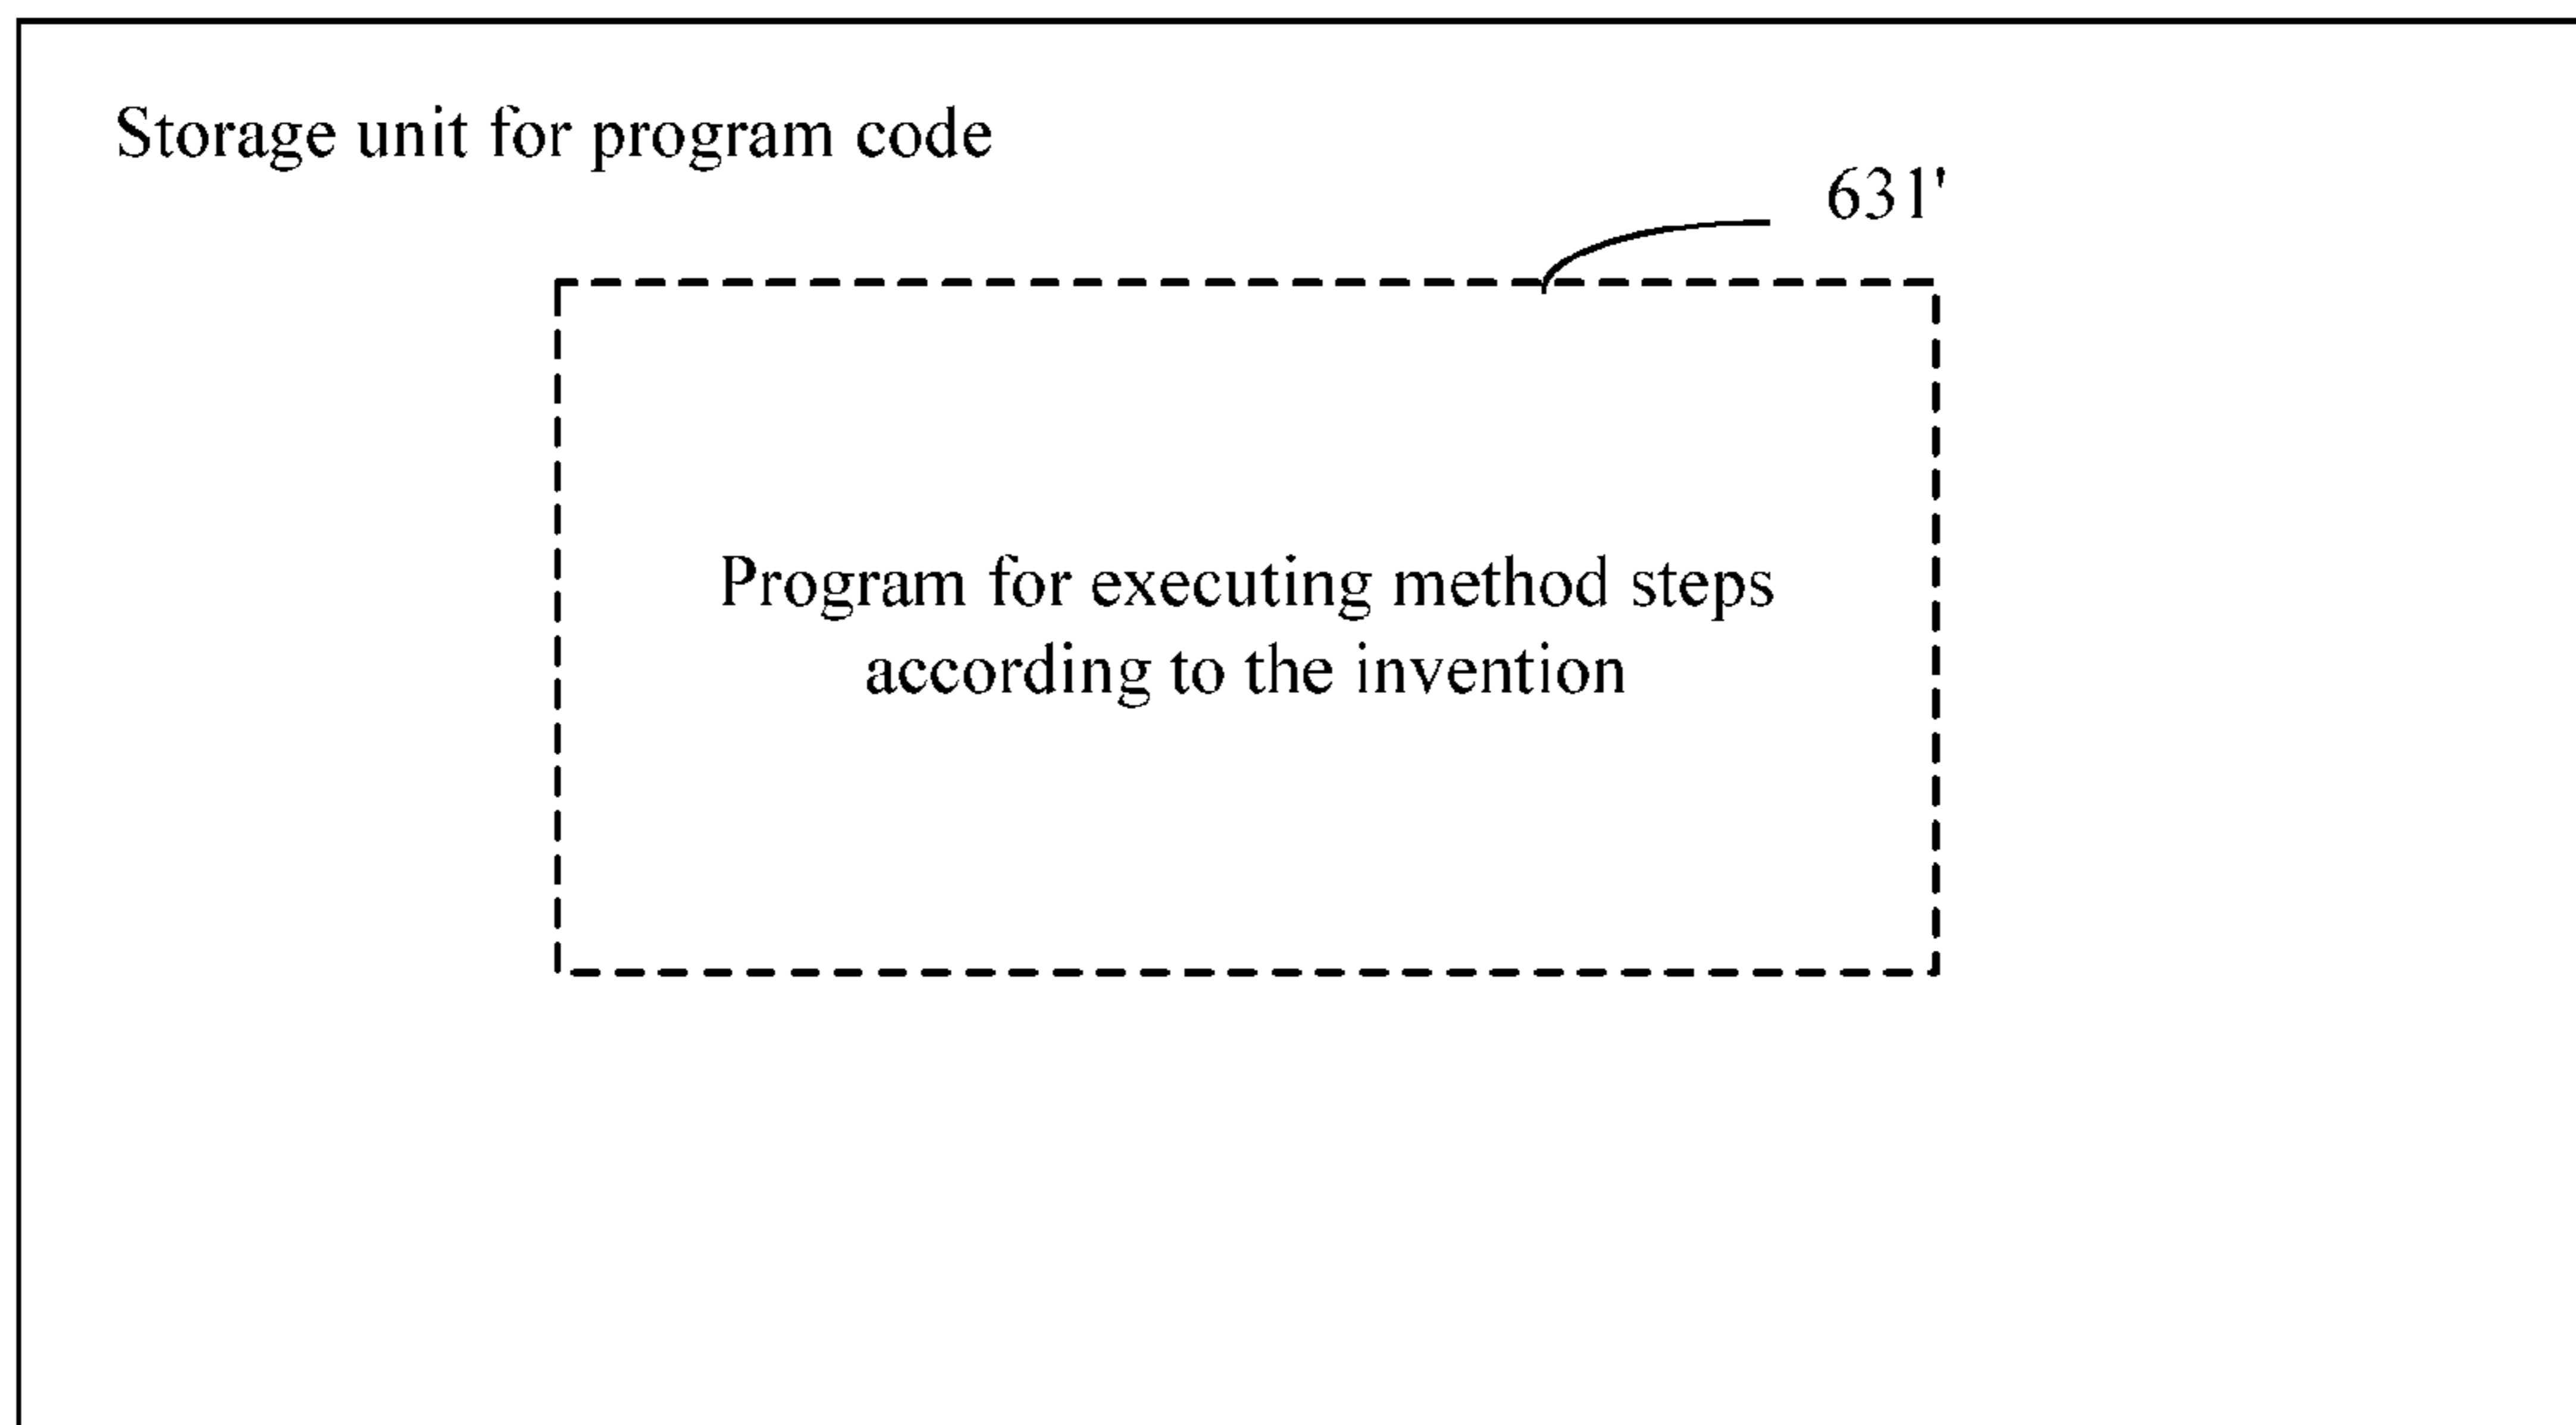 Storage unit for program code
631'
Program for executing method steps
according to the invention